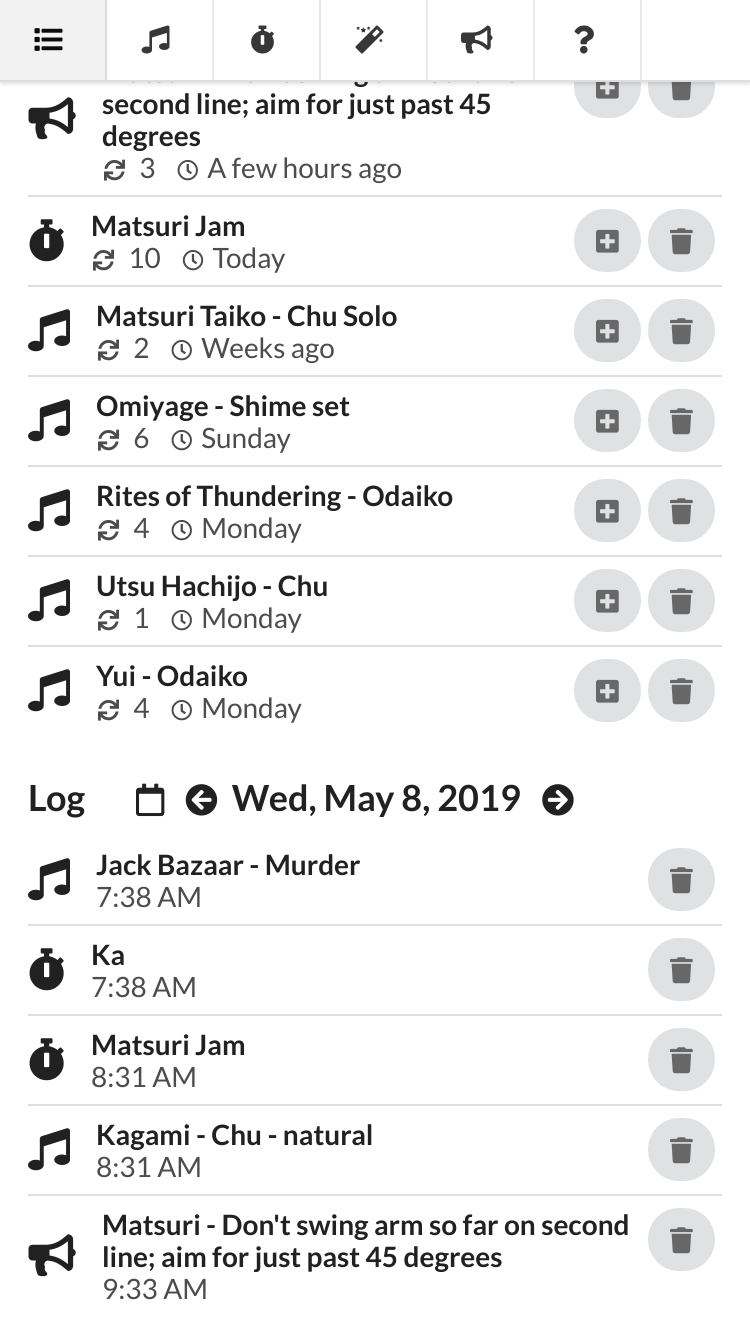 ?
second line; aim for just past 45
degrees
3 A few hours ago
Matsuri Jam
10 Today
Matsuri Taiko - Chu Solo
2 Weeks ago
Omiyage - Shime set
6 Sunday
Rites of Thundering - Odaiko
4 Monday
Utsu Hachijo - Chu
1 Monday
Yui - Odaiko
4 Monday
Log Wed, May 8, 2019
Jack Bazaar - Murder
7:38 AM
Ka
7:38 AM
Matsuri Jam
8:31 AM
Kagami - Chu - natural
8:31 AM
Matsuri - Don't swing arm so far on second
line; aim for just past 45 degrees
9:33 AM